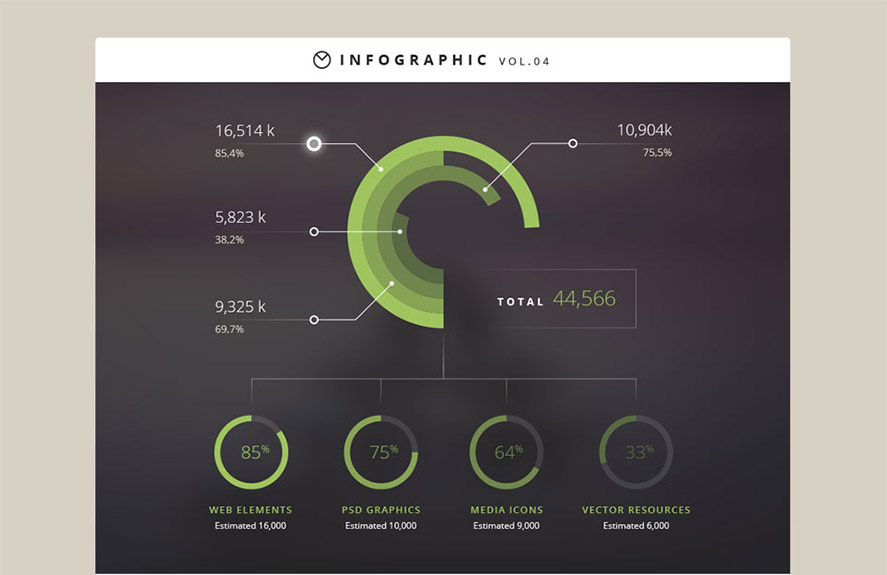 INFOGRAPHIC VOL.04
16,514 k
85,4%
10,904k
75,5%
5,823 k
38,2%
9,325 k
69,7%
TOTAL 44,566
85%
75%
64%
33%
WEB ELEMENTS
Estimated 16,000
PSD GRAPHICS
Estimated 10,000
MEDIA ICONS
Estimated 9,000
VECTOR RESOURCES
Estimated 6,000